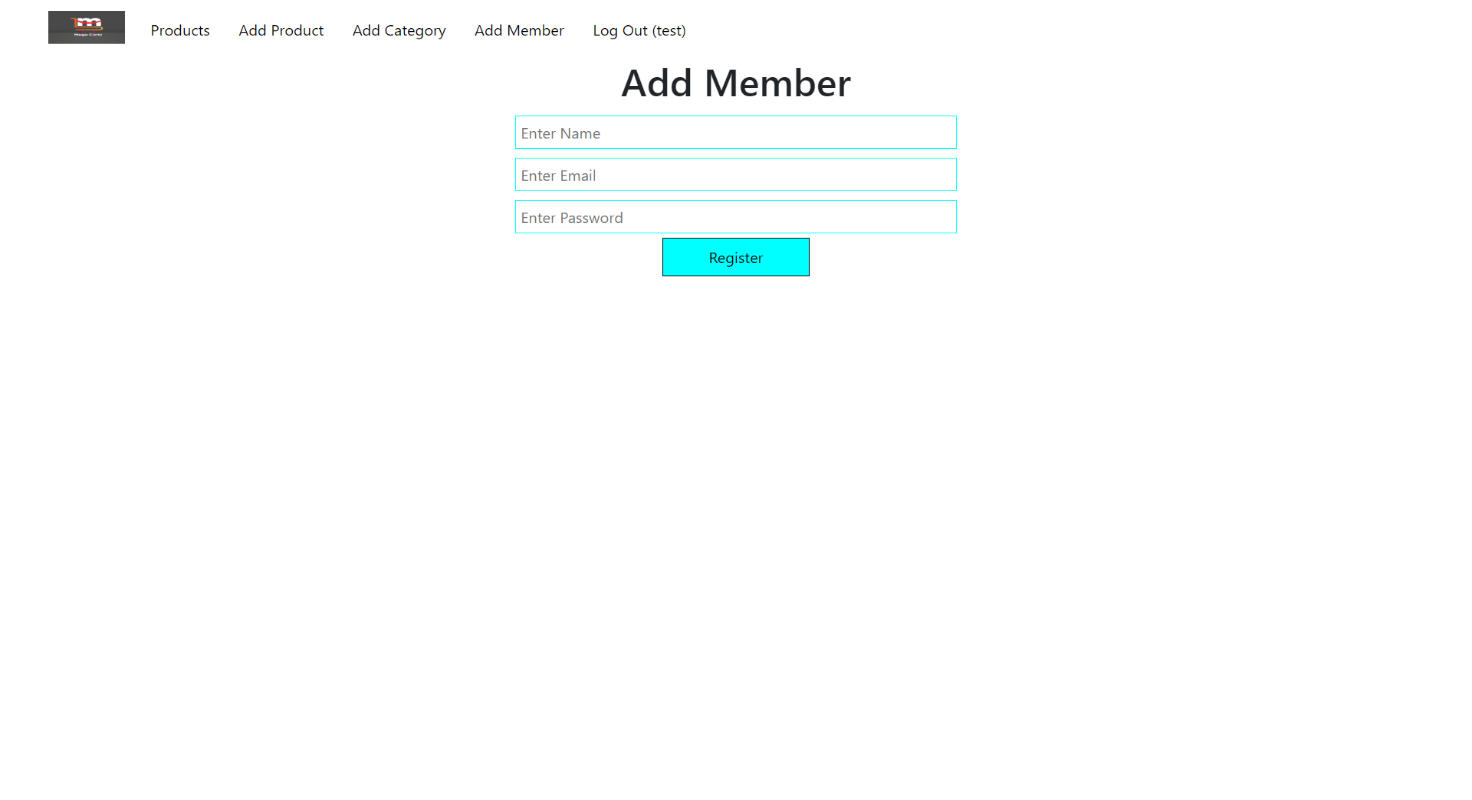 m
Products Add Product Add Category Add Member Log Out (test)
Add Member
Enter Name
Enter Email
Enter Password
Register